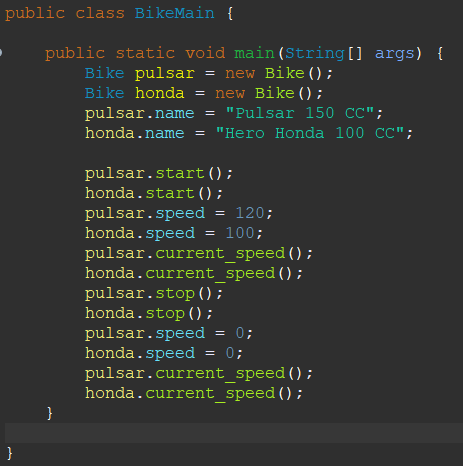 public class BikeMain {
public static void main(String[] args) {
Bike pulsar = new Bike();
Bike honda = new Bike();
pulsar.name = "Pulsar 150 CC";
honda.name = "Hero Honda 100 CC";
pulsar.start();
honda.start();
pulsar.speed = 120;
honda.speed = 100;
pulsar.current_speed();
honda.current_speed();
pulsar.stop();
honda.stop();
pulsar.speed = 0;
honda.speed = 0;
pulsar.current_speed();
honda.current_speed();
}
}